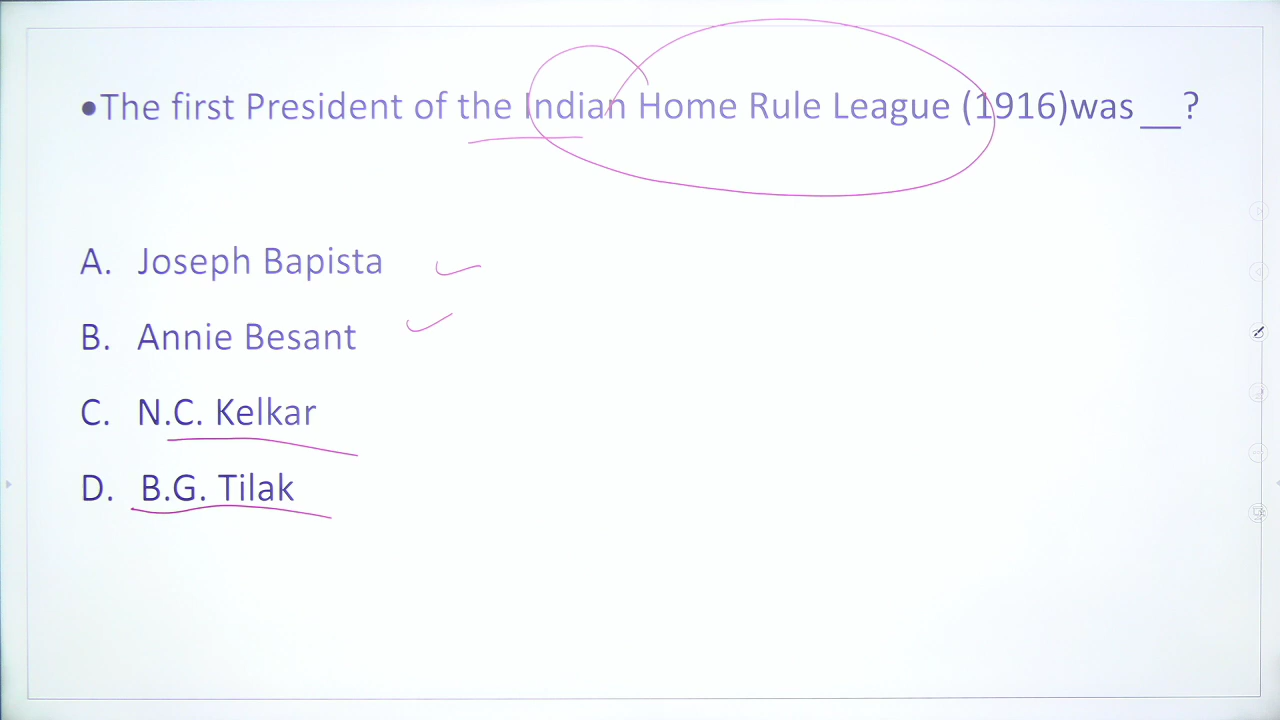 •The first President of the Indian Home Rule League (1916)was __?
A. Joseph Bapista
B. Annie Besant
C. N.C. Kelkar
D. B.G. Tilak